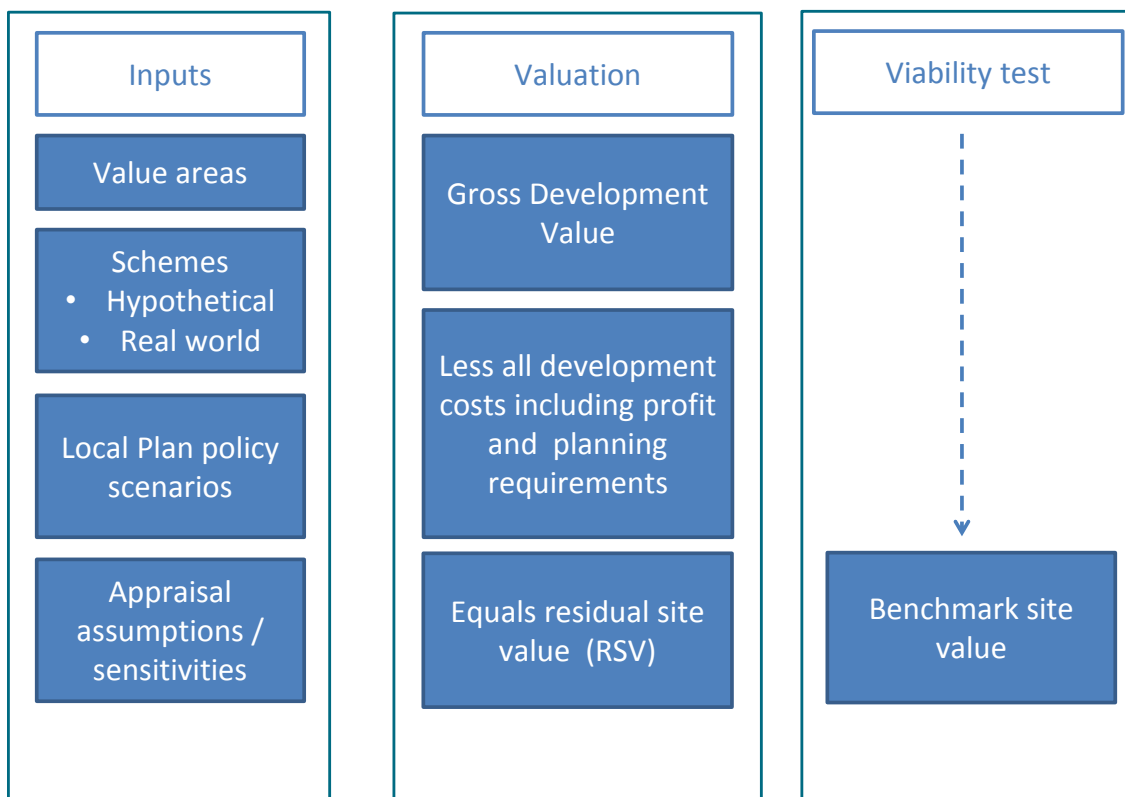 Inputs
Value areas
Schemes
• Hypothetical
• Real world
Local Plan policy
scenarios
Appraisal
assumptions /
sensitivities
Valuation
Gross Development
Value
Less all development
costs including profit
and planning
requirements
Equals residual site
value (RSV)
Viability test
Benchmark site
value